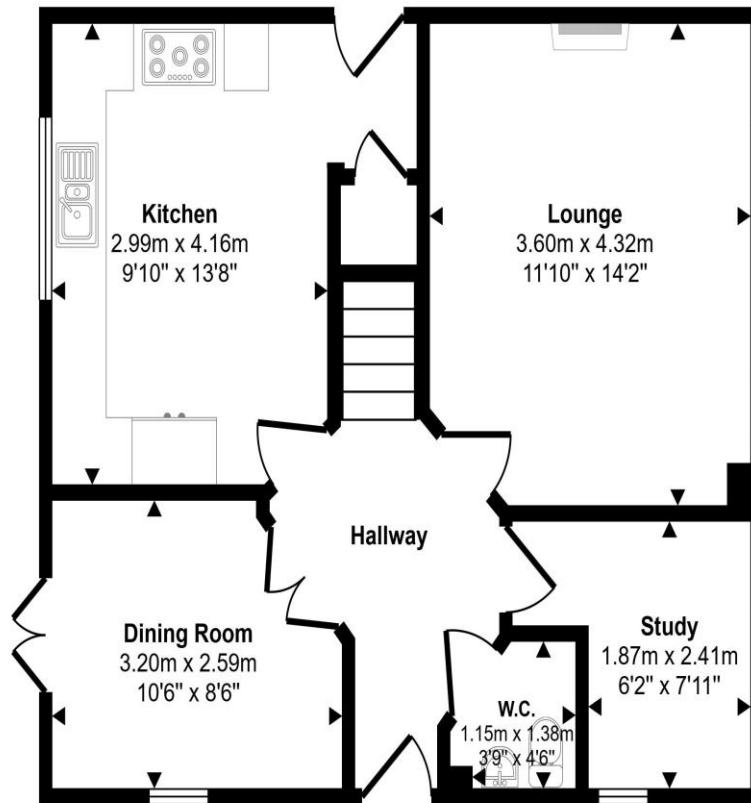 Kitchen
2.99m x 4.16m
9'10" x 13'8"
Lounge
3.60m x 4.32m
11'10" x 14'2"
Hallway
Dining Room
3.20m x 2.59m
10'6" x 8'6"
Study
1.87m x 2.41m
6'2" x 7'11"
W.C.
1.15m x 1.38m
3'9" x 4'6"